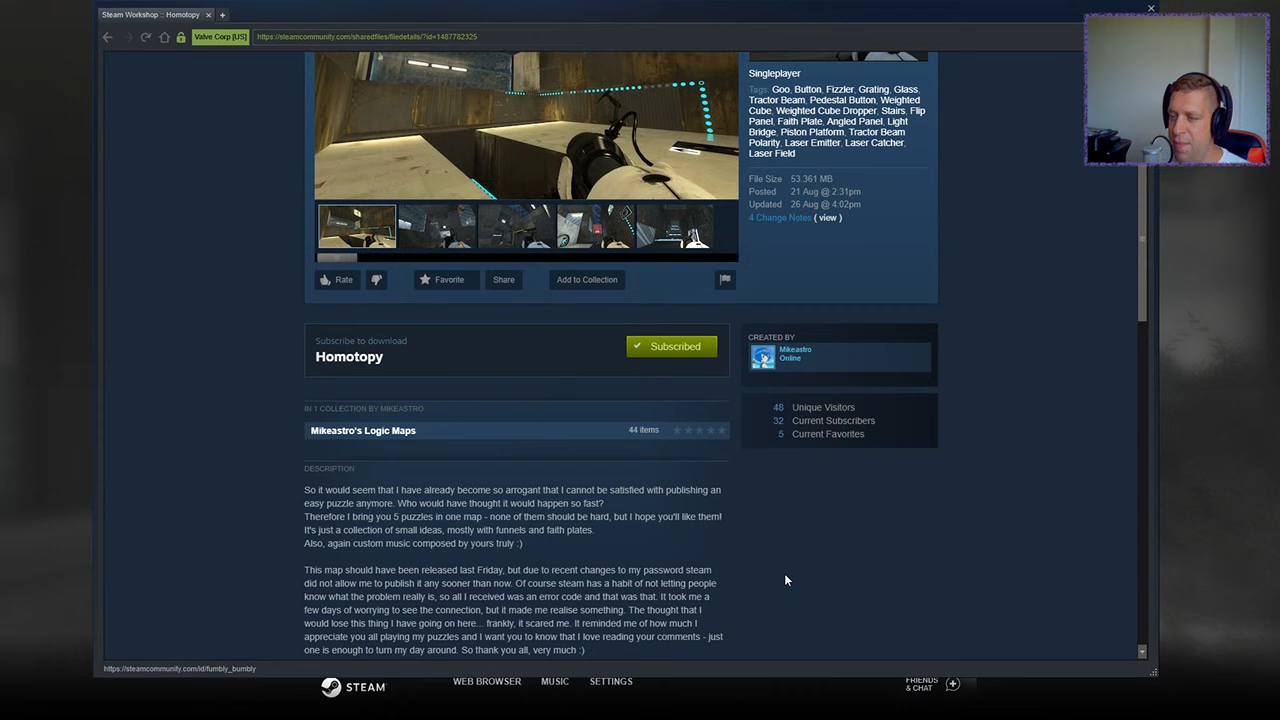 Steam Workshop :: Homotopy
Valve Corp [US]
https://steamcommunity.com/sharedfiles/filedetails/?id=1487782325
Singleplayer
Tags: Goo, Button, Fizzler, Grating, Glass,
Tractor Beam, Pedestal Button, Weighted
Cube, Weighted Cube Dropper, Stairs, Flip
Panel, Faith Plate, Angled Panel, Light
Bridge, Piston Platform, Tractor Beam
Polarity, Laser Emitter, Laser Catcher,
Laser Field
File Size 53.361 MB
Posted 21 Aug @ 2:31pm
Updated 26 Aug @ 4:02pm
4 Change Notes ( view )
Rate
Favorite
Share
Add to Collection
Subscribe to download
Homotopy
Subscribed
CREATED BY
Mikeastro
Online
48 Unique Visitors
32 Current Subscribers
5 Current Favorites
IN 1 COLLECTION BY MIKEASTRO
Mikeastro's Logic Maps 44 items
DESCRIPTION
So it would seem that I have already become so arrogant that I cannot be satisfied with publishing an
easy puzzle anymore. Who would have thought it would happen so fast?
Therefore I bring you 5 puzzles in one map - none of them should be hard, but I hope you'll like them!
It's just a collection of small ideas, mostly with funnels and faith plates.
Also, again custom music composed by yours truly :)
This map should have been released last Friday, but due to recent changes to my password steam
did not allow me to publish it any sooner than now. Of course steam has a habit of not letting people
know what the problem really is, so all I received was an error code and that was that. It took me a
few days of worrying to see the connection, but it made me realise something. The thought that I
would lose this thing I have going on here... frankly, it scared me. It reminded me of how much I
appreciate you all playing my puzzles and I want you to know that I love reading your comments - just
one is enough to turn my day around. So thank you all, very much :)
https://steamcommunity.com/id/fumbly_bumbly
STEAM
WEB BROWSER MUSIC SETTINGS
FRIENDS
& CHAT